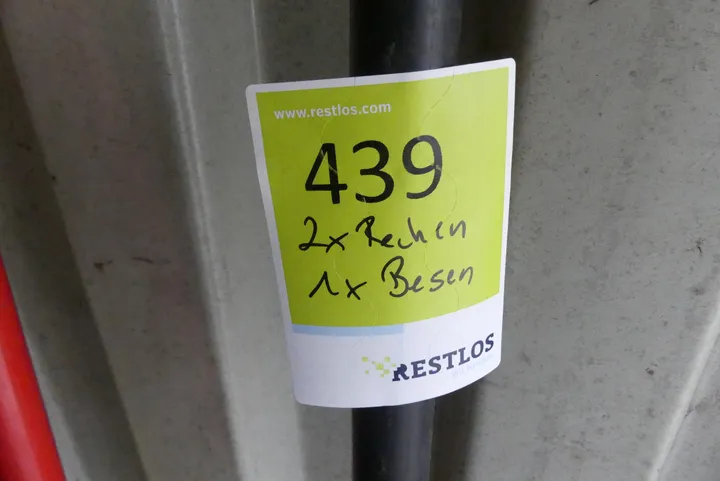 www.restlos.com
439
2x Rechen
1x Besen
RESTLOS